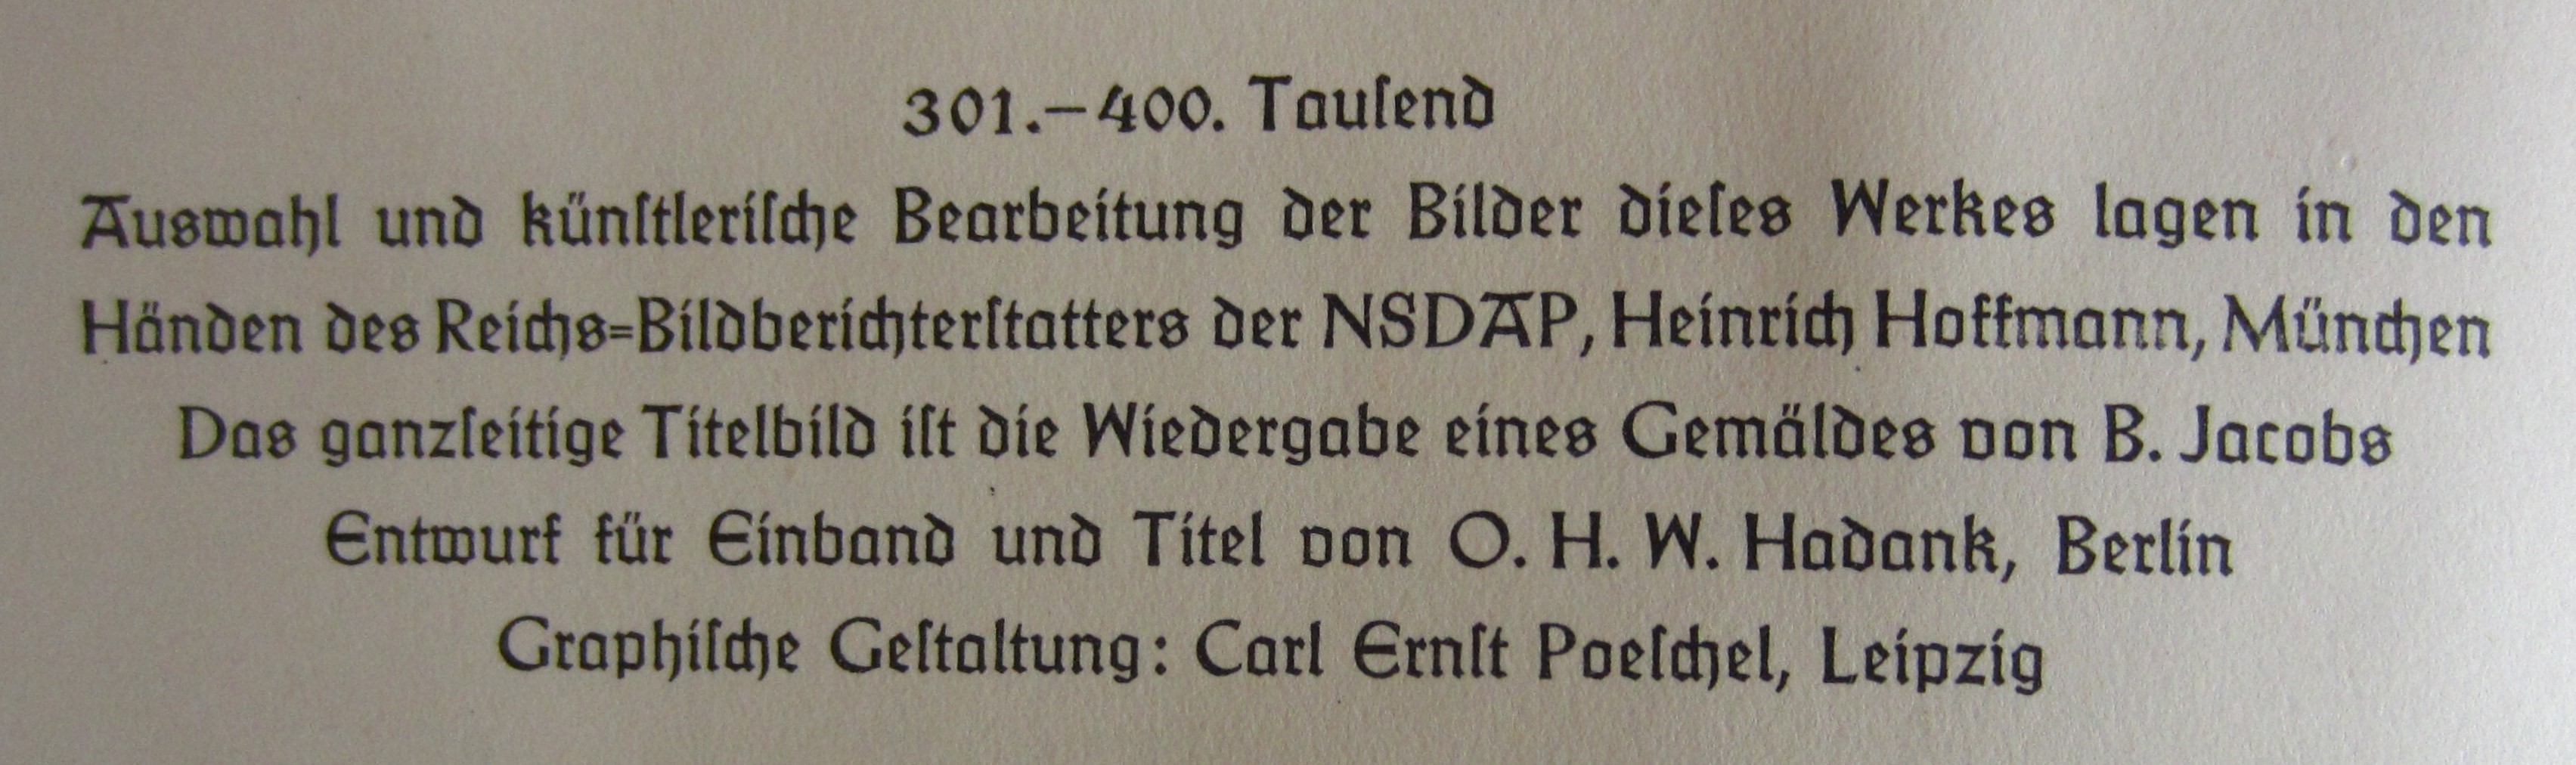 301.–400. Tauſend
Auswahl und künſtleriſche Bearbeitung der Bilder dieſes Werkes lagen in den
Händen des Reichs=Bildberichterſtatters der NSDAP, Heinrich Hoffmann, München
Das ganzſeitige Titelbild iſt die Wiedergabe eines Gemäldes von B. Jacobs
Entwurf für Einband und Titel von O. H. W. Hadank, Berlin
Graphiſche Geſtaltung: Carl Ernſt Poeſchel, Leipzig